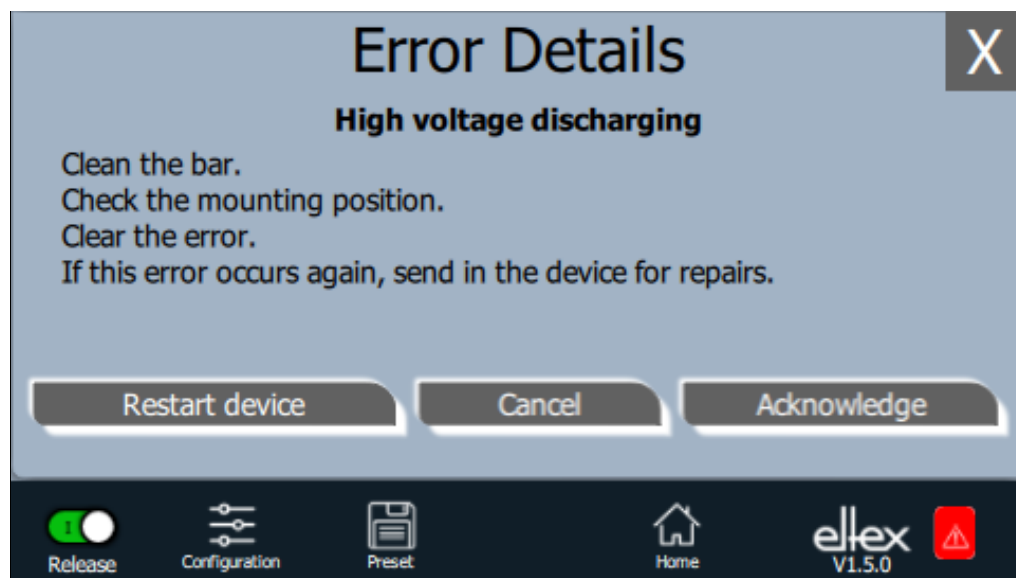 Error Details
X
High voltage discharging
Clean the bar.
Check the mounting position.
Clear the error.
If this error occurs again, send in the device for repairs.
Restart device
Cancel
Acknowledge
I
Release
Configuration
Preset
Home
eltex
V1.5.0